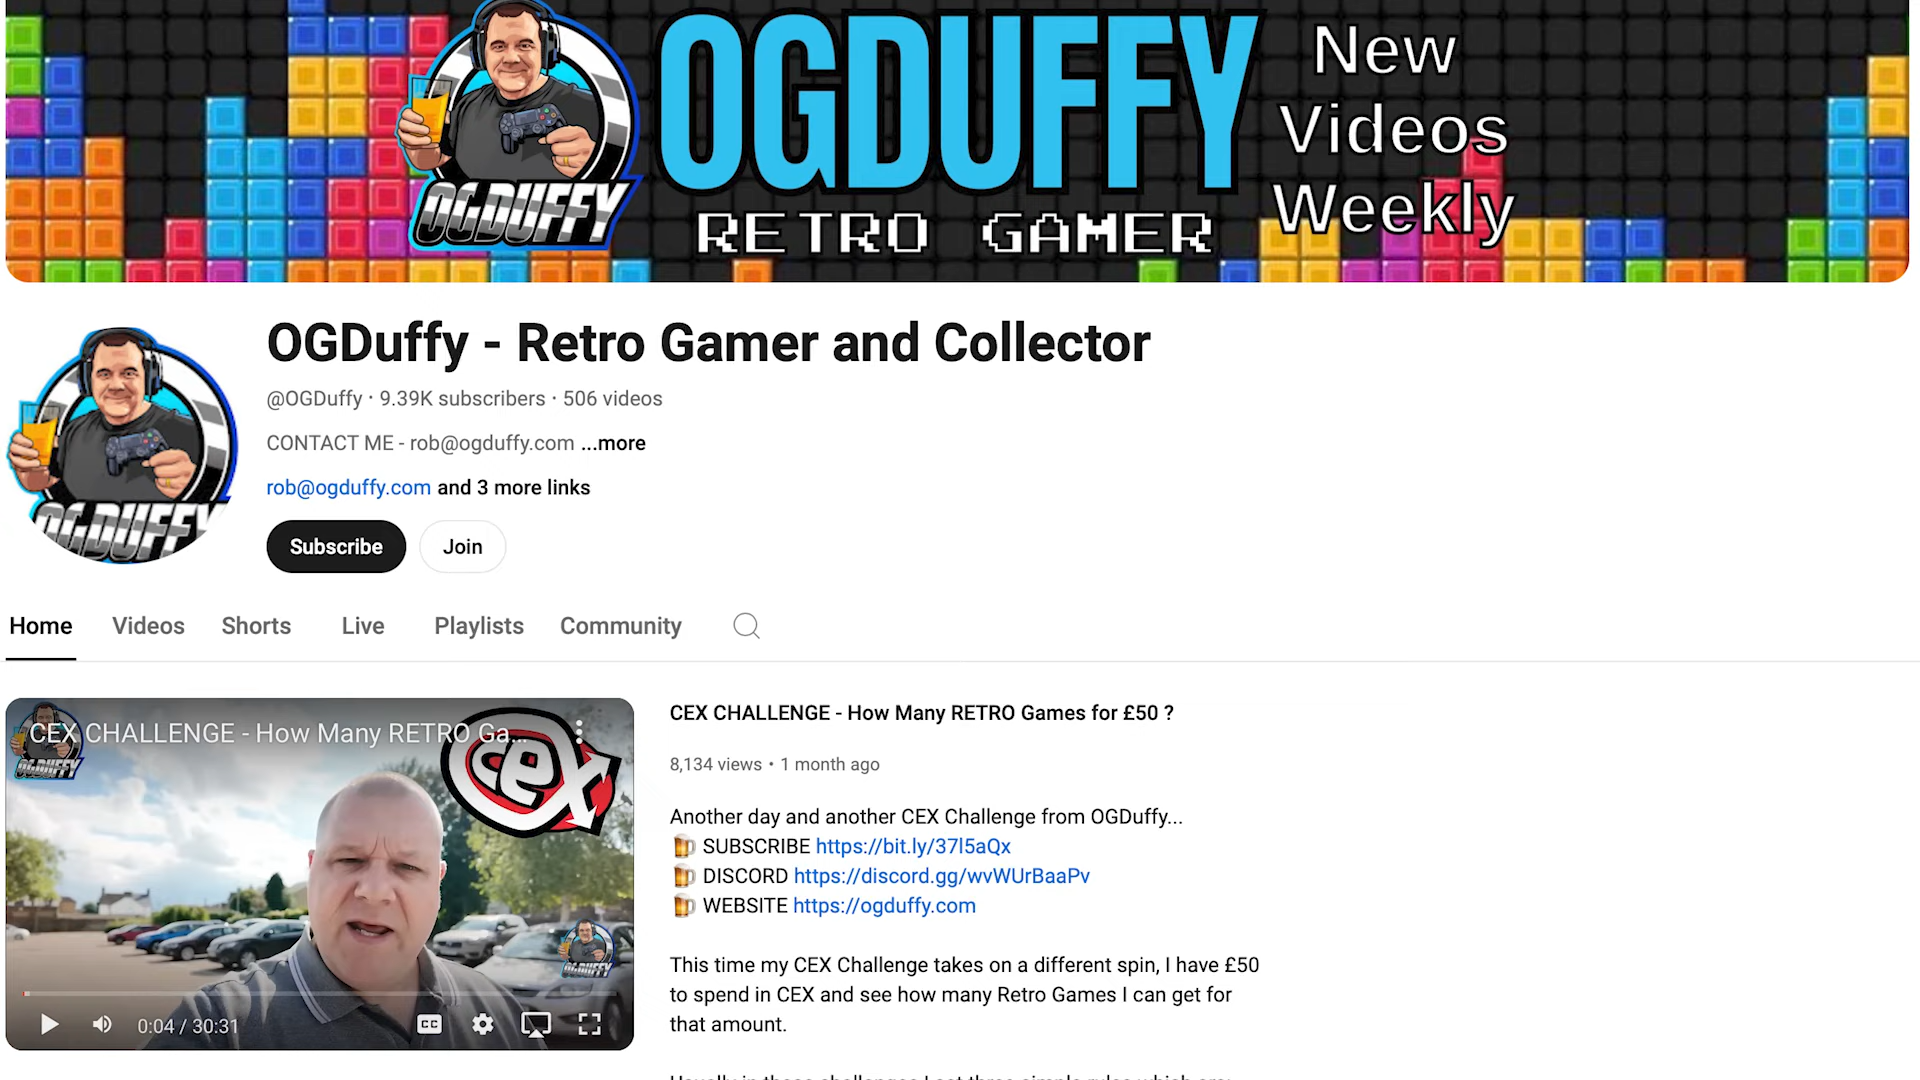 OGDUFFY
OGDUFFY
RETRO GAMER
New
Videos
Weekly
OGDuffy - Retro Gamer and Collector
@OGDuffy · 9.39K subscribers · 506 videos
CONTACT ME - rob@ogduffy.com ...more
rob@ogduffy.com and 3 more links
Subscribe
Join
OGDUFFY
Home
Videos
Shorts
Live
Playlists
Community
CEX CHALLENGE - How Many RETRO Ga...
cex
OGDUFFY
OGDUFFY
CC
0:04 / 30:31
CEX CHALLENGE - How Many RETRO Games for £50 ?
8,134 views • 1 month ago
Another day and another CEX Challenge from OGDuffy...
SUBSCRIBE https://bit.ly/37l5aQx
DISCORD https://discord.gg/wvWUrBaaPv
WEBSITE https://ogduffy.com
This time my CEX Challenge takes on a different spin, I have £50
to spend in CEX and see how many Retro Games I can get for
that amount.